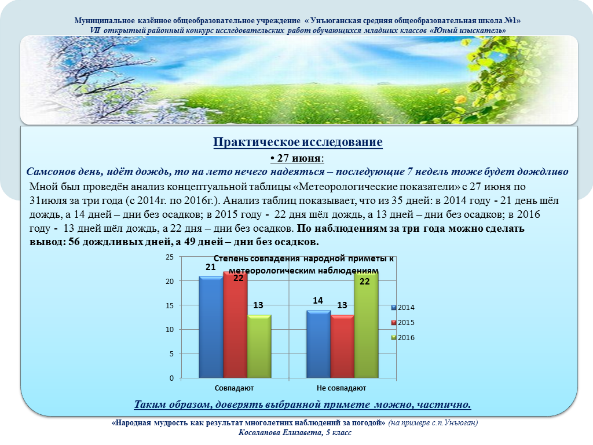 Муниципальное казённое общеобразовательное учреждение «Унъюганская средняя общеобразовательная школа №1»
VII открытый районный конкурс исследовательских работ обучающихся младших классов «Юный изыскатель»
Практическое исследование
• 27 июня:
Самсонов день, идёт дождь, то на лето нечего надеяться – последующие 7 недель тоже будет дождливо
Мной был проведён анализ концептуальной таблицы «Метеорологические показатели» с 27 июня по
31июля за три года (с 2014г. по 2016г.). Анализ таблиц показывает, что из 35 дней: в 2014 году - 21 день шёл
дождь, а 14 дней – дни без осадков; в 2015 году - 22 дня шёл дождь, а 13 дней – дни без осадков; в 2016
году - 13 дней шёл дождь, а 22 дня – дни без осадков. По наблюдениям за три года можно сделать
вывод: 56 дождливых дней, а 49 дней – дни без осадков.
Степень совпадения народной приметы к
метеорологическим наблюдениям
25
20
15
10
5
0
21
22
13
14
13
22
Совпадают
Не совпадают
2014
2015
2016
Таким образом, доверять выбранной примете можно, частично.
«Народная мудрость как результат многолетних наблюдений за погодой» (на примере с.п. Унъюган)
Косолапова Елизавета, 5 класс